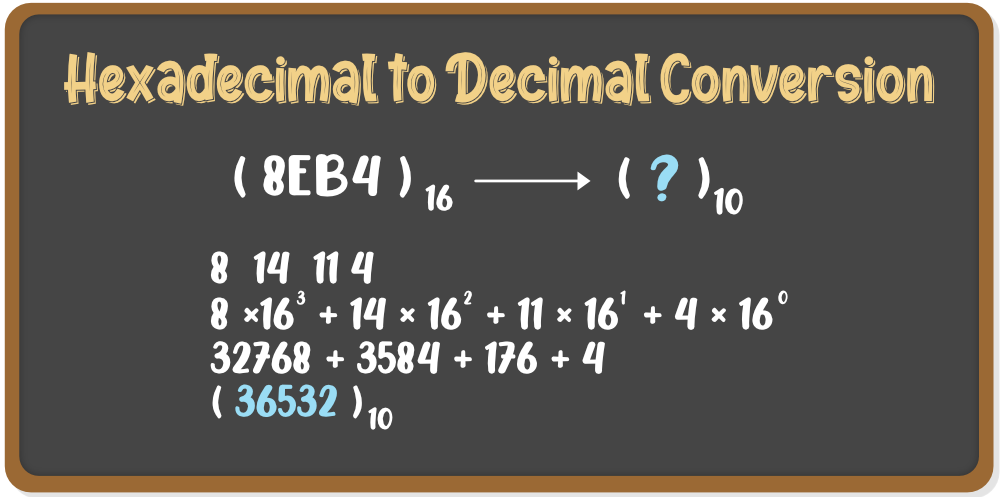 Hexadecimal to Decimal Conversion
( 8EB4 )₁₆ ⟶ ( ? )₁₀
8 14 11 4
8 ×16³ + 14 × 16² + 11 × 16¹ + 4 × 16⁰
32768 + 3584 + 176 + 4
( 36532 )₁₀